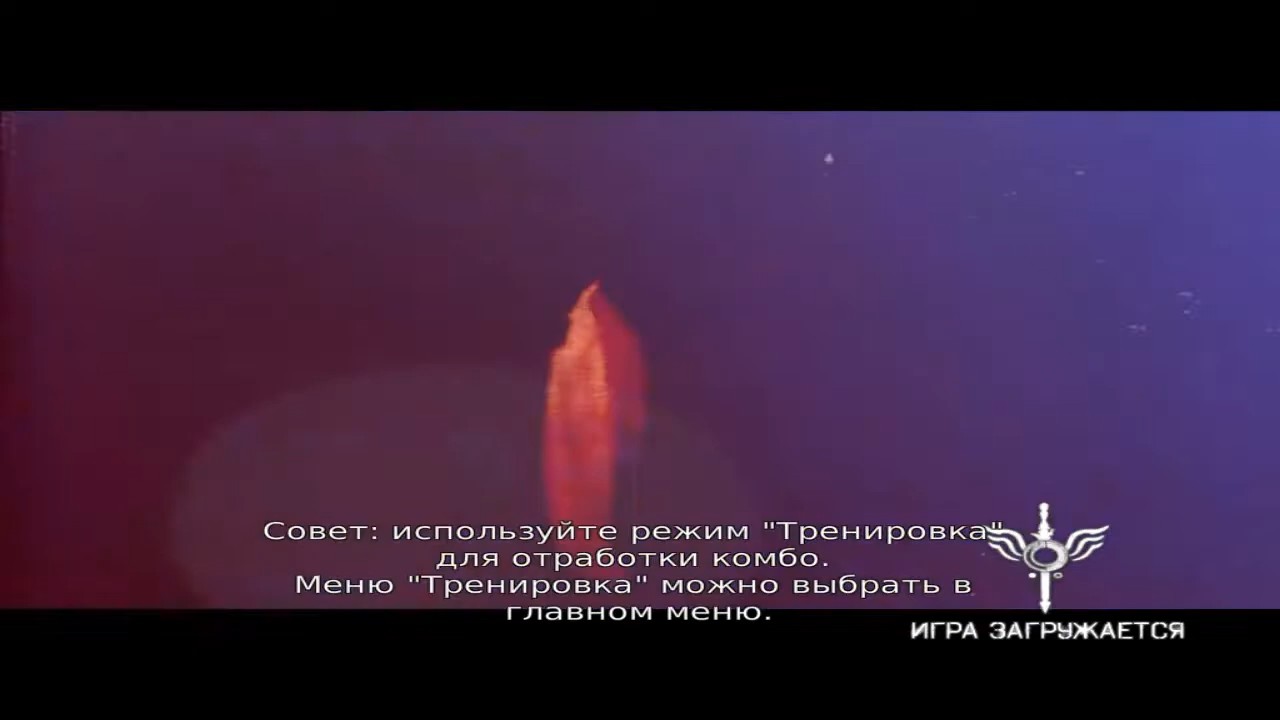 Совет: используйте режим "Тренировка"
для отработки комбо.
Меню "Тренировка" можно выбрать в
главном меню.
ИГРА ЗАГРУЖАЕТСЯ